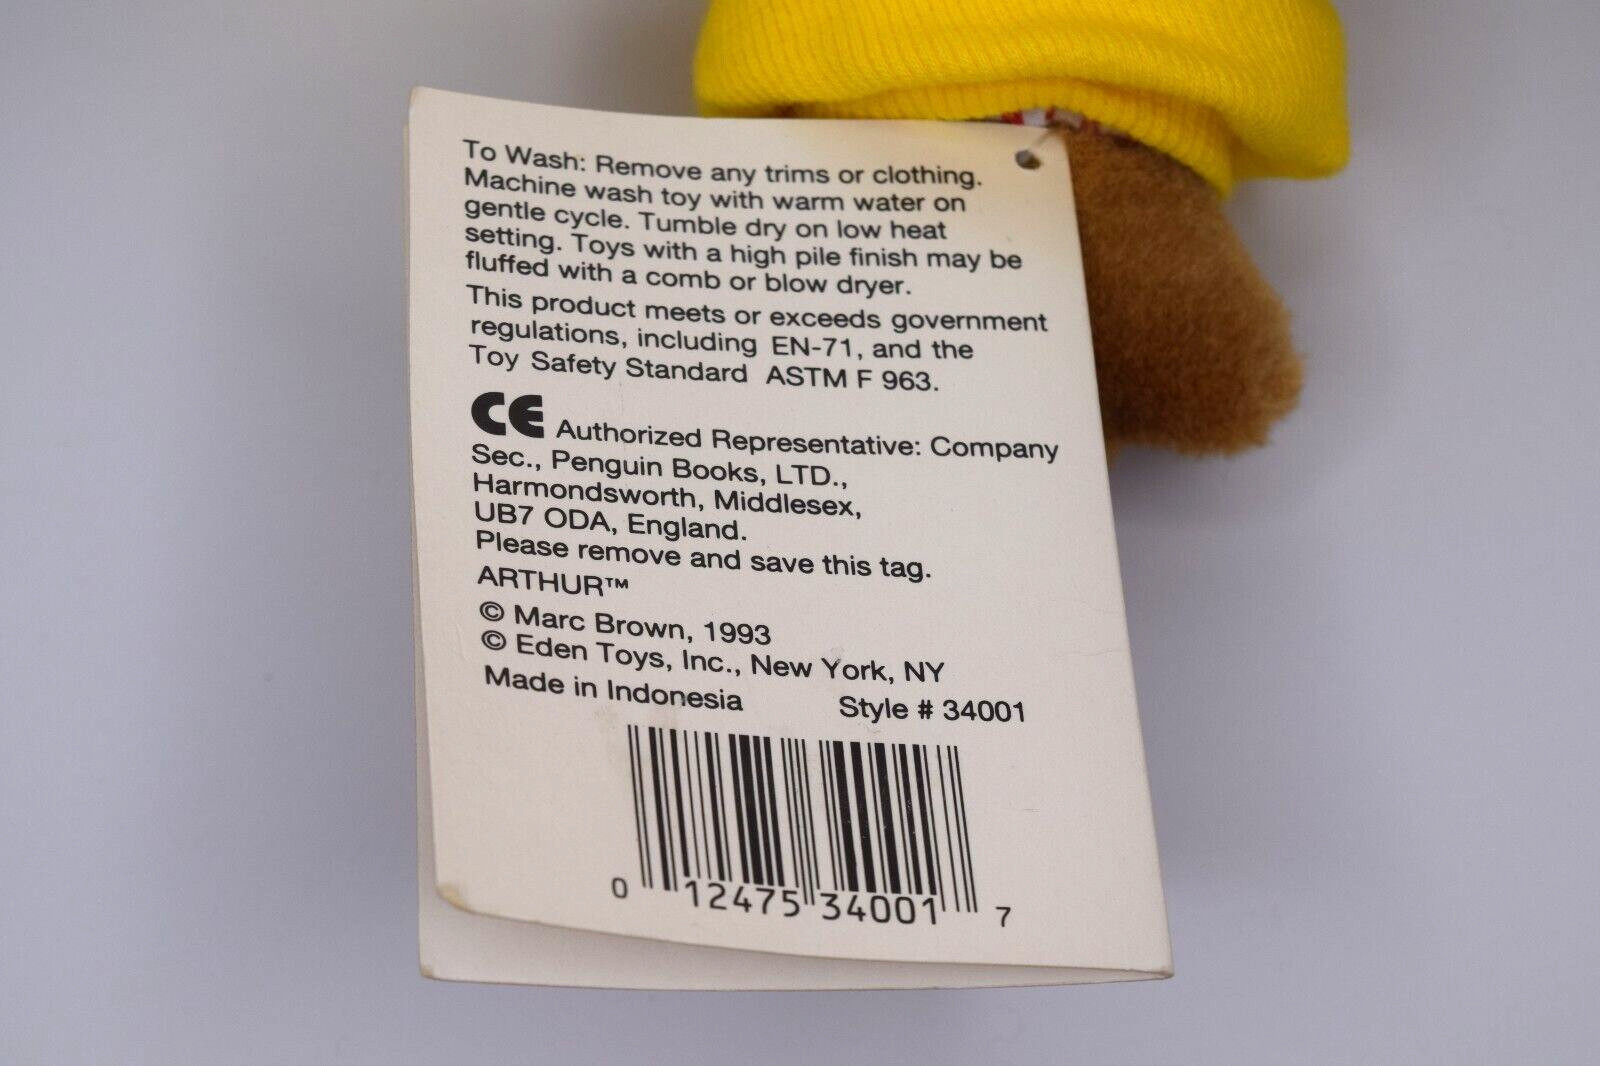 To Wash: Remove any trims or clothing.
Machine wash toy with warm water on
gentle cycle. Tumble dry on low heat
setting. Toys with a high pile finish may be
fluffed with a comb or blow dryer.
This product meets or exceeds government
regulations, including EN-71, and the
Toy Safety Standard ASTM F 963.
CE Authorized Representative: Company
Sec., Penguin Books, LTD.,
Harmondsworth, Middlesex,
UB7 ODA, England.
Please remove and save this tag.
ARTHUR™
© Marc Brown, 1993
© Eden Toys, Inc., New York, NY
Made in Indonesia Style # 34001
0 12475 34001 7